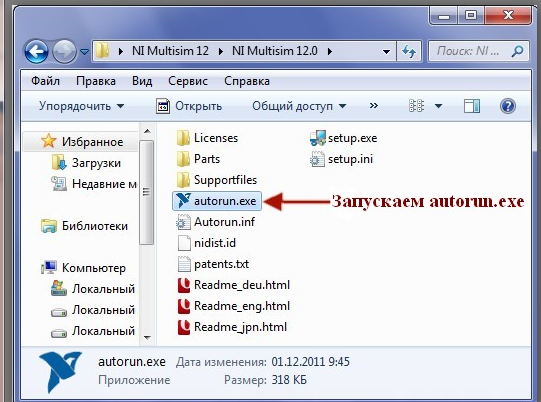 NI Multisim 12 NI Multisim 12.0 Поиск: NI ...
Файл Правка Вид Сервис Справка
Упорядочить Открыть Общий доступ »
Избранное
Загрузки
Недавние м
Библиотеки
Компьютер
Локальный
Локальный
Локальный
Licenses
Parts
Supportfiles
autorun.exe
Autorun.inf
nidist.id
patents.txt
Readme_deu.html
Readme_eng.html
Readme_jpn.html
setup.exe
setup.ini
Запускаем autorun.exe
autorun.exe Дата изменения: 01.12.2011 9:45
Приложение Размер: 318 КБ